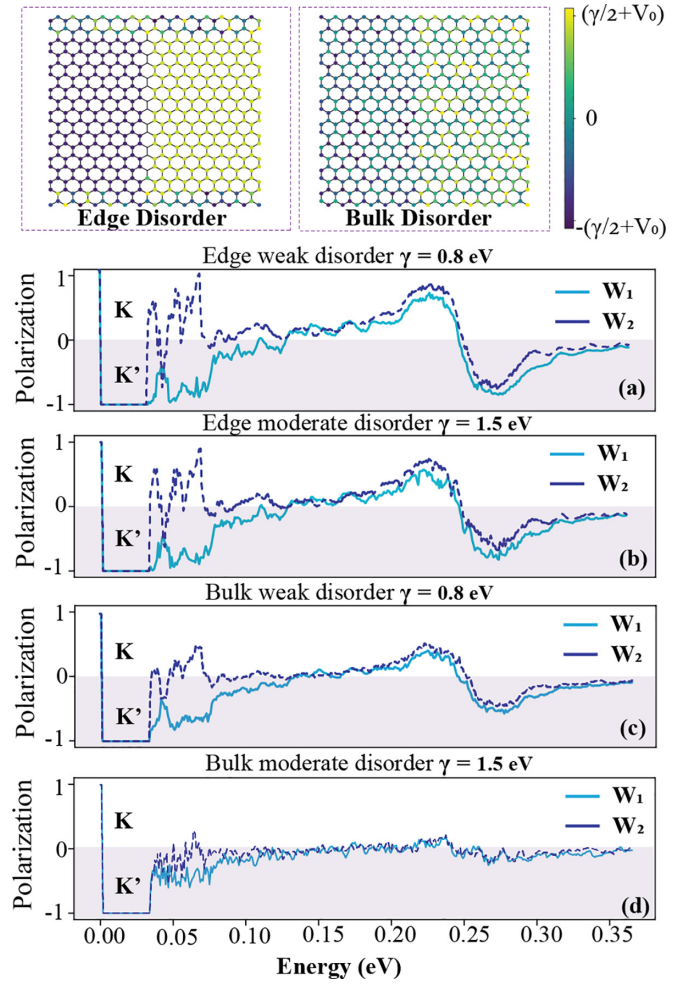 (γ/2+V₀)
0
-(γ/2+V₀)
Edge Disorder
Bulk Disorder
Edge weak disorder γ = 0.8 eV
Polarization
1
0
-1
K
K'
W₁
W₂
(a)
Edge moderate disorder γ = 1.5 eV
Polarization
1
0
-1
K
K'
W₁
W₂
(b)
Bulk weak disorder γ = 0.8 eV
Polarization
1
0
-1
K
K'
W₁
W₂
(c)
Bulk moderate disorder γ = 1.5 eV
Polarization
1
0
-1
K
K'
W₁
W₂
(d)
0.00 0.05 0.10 0.15 0.20 0.25 0.30 0.35
Energy (eV)